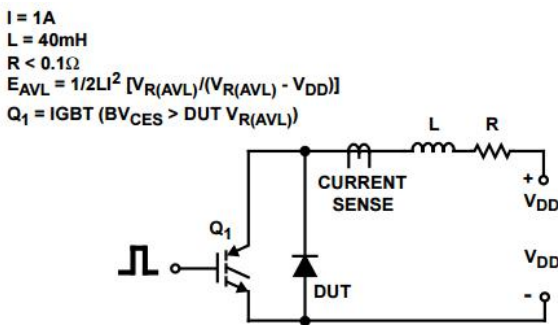 I = 1A
L = 40mH
R < 0.1Ω
EAVL = 1/2LI² [VR(AVL)/(VR(AVL) - VDD)]
Q1 = IGBT (BVCES > DUT VR(AVL))
L R
CURRENT
SENSE
+
VDD
Q1
VDD
DUT
-